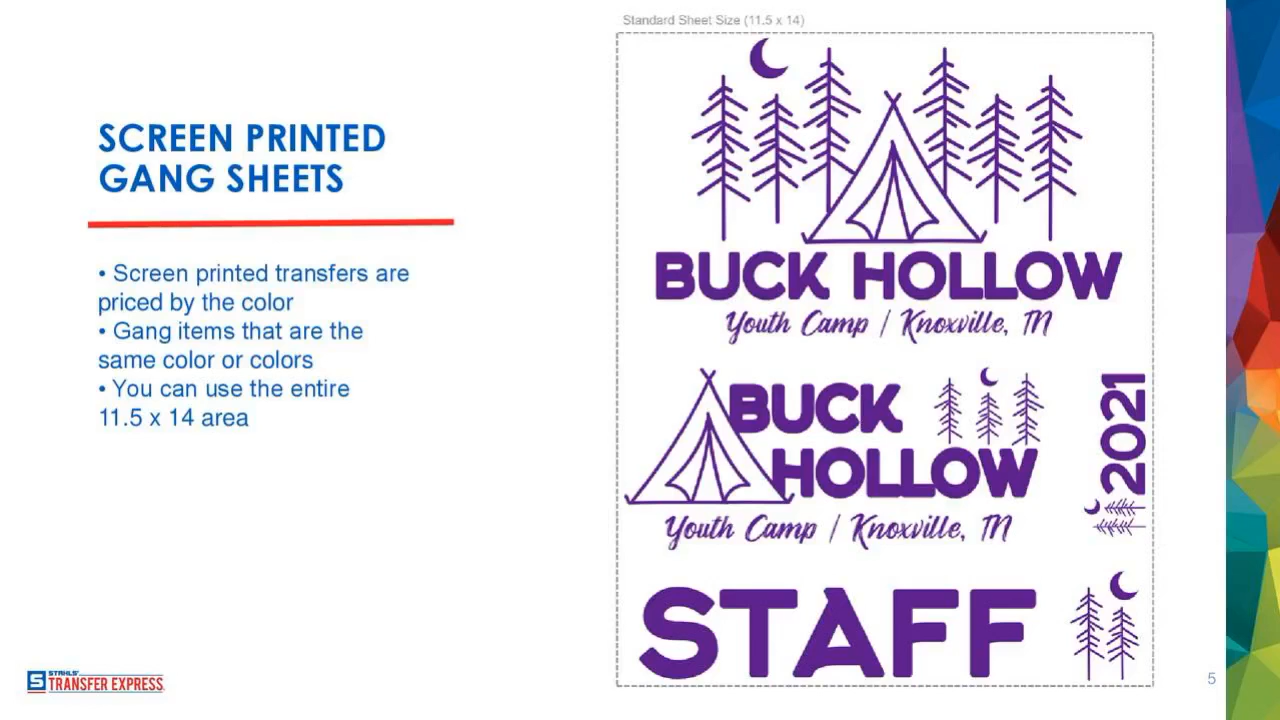 Standard Sheet Size (11.5 x 14)
SCREEN PRINTED
GANG SHEETS
• Screen printed transfers are
priced by the color
• Gang items that are the
same color or colors
• You can use the entire
11.5 x 14 area
BUCK HOLLOW
Youth Camp / Knoxville, TN
BUCK
HOLLOW
Youth Camp / Knoxville, TN
2021
STAFF
S STAHLS'
TRANSFER EXPRESS
5